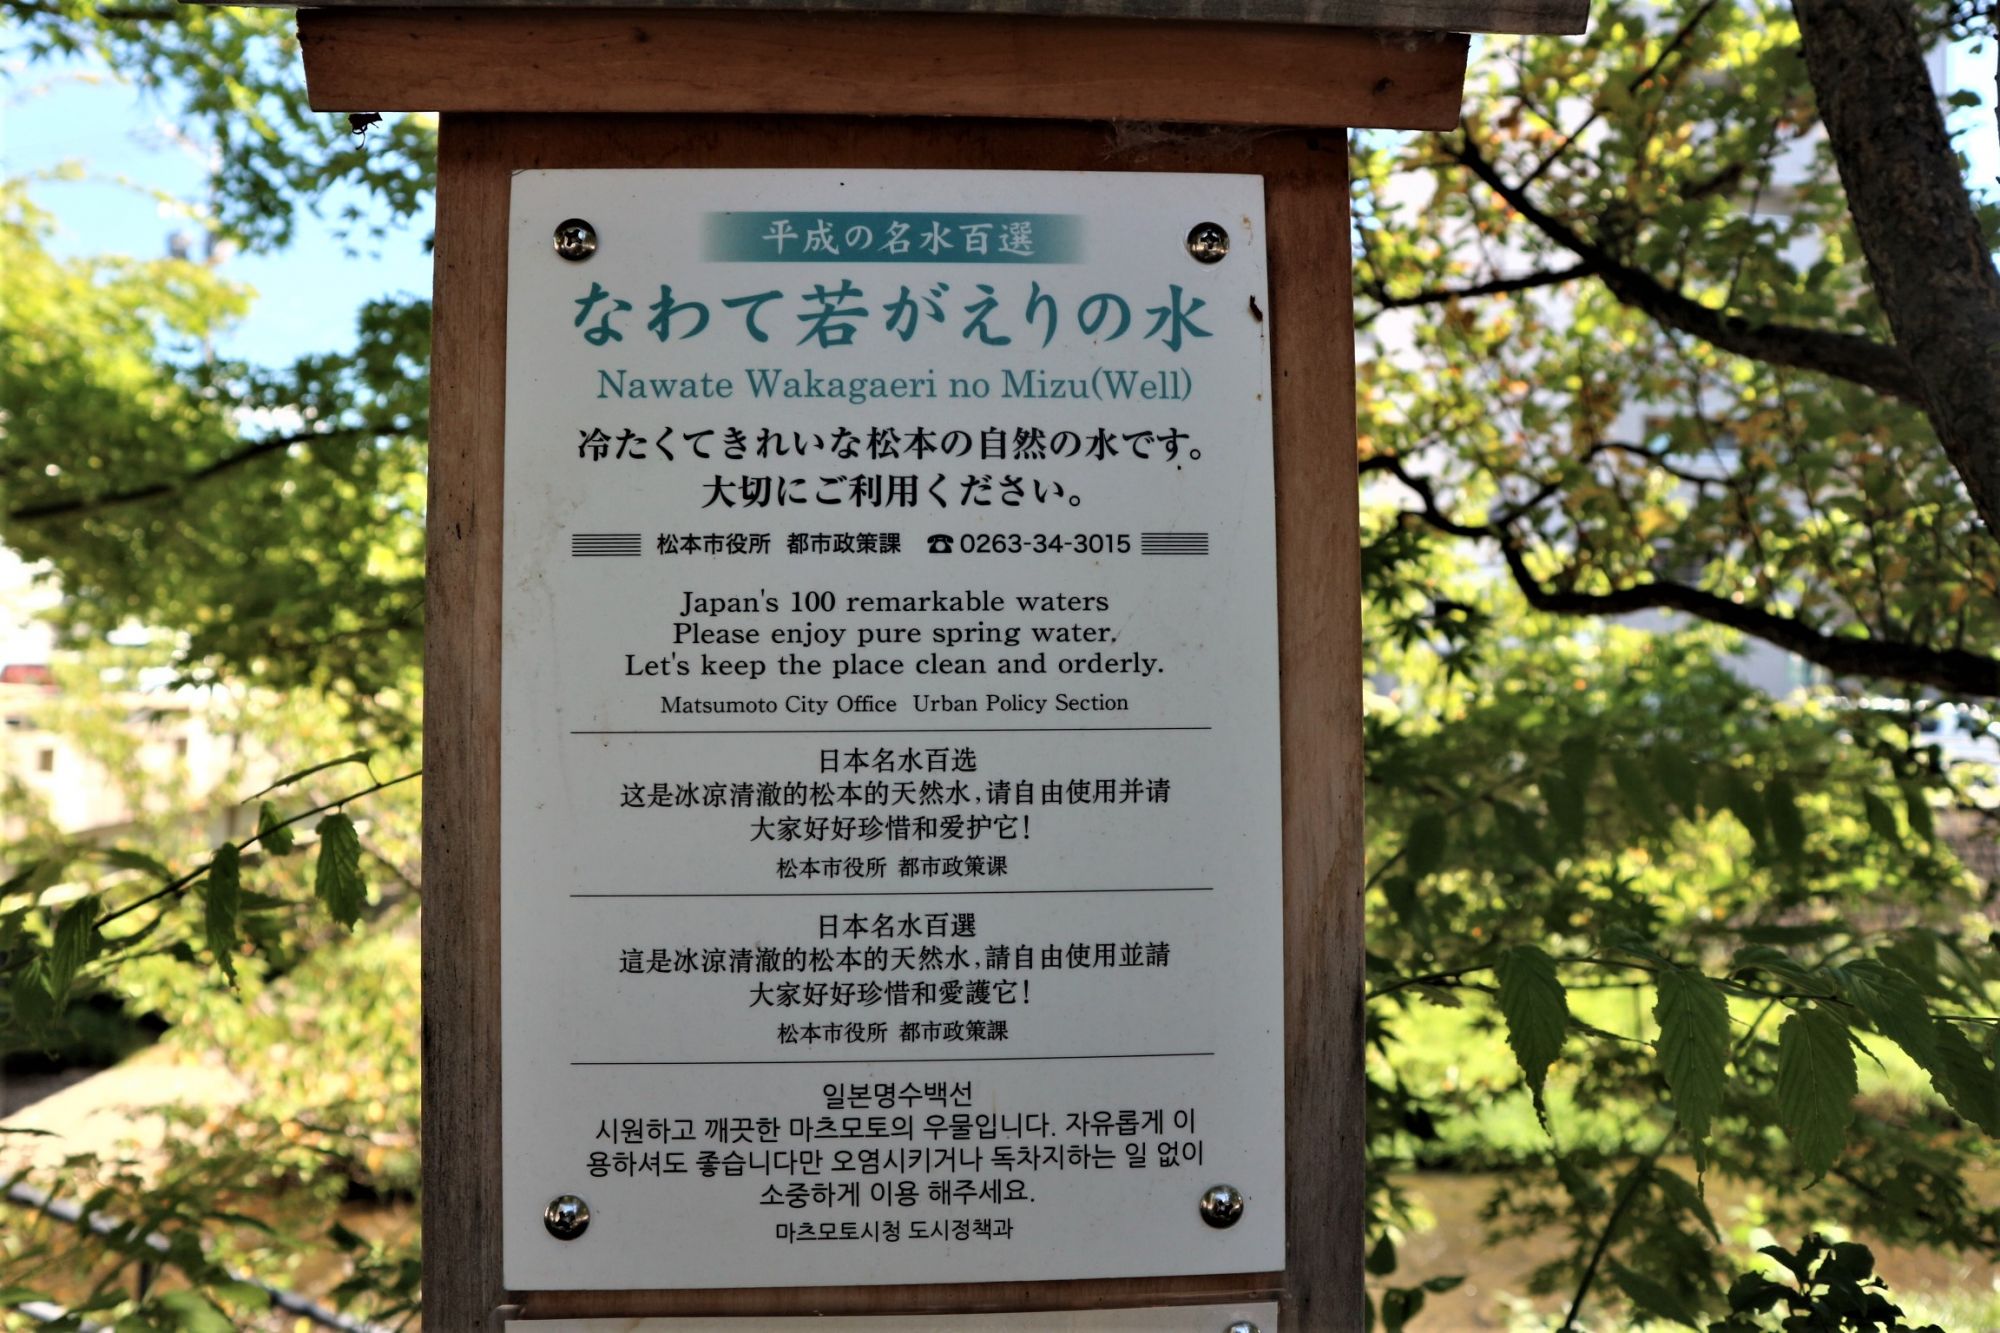 平成の名水百選
なわて若がえりの水
Nawate Wakagaeri no Mizu(Well)
冷たくてきれいな松本の自然の水です。
大切にご利用ください。
松本市役所 都市政策課 ☎0263-34-3015
Japan's 100 remarkable waters
Please enjoy pure spring water,
Let's keep the place clean and orderly.
Matsumoto City Office Urban Policy Section
日本名水百选
这是冰凉清澈的松本的天然水,请自由使用并请
大家好好珍惜和爱护它!
松本市役所 都市政策课
日本名水百選
這是冰涼清澈的松本的天然水,請自由使用並請
大家好好珍惜和愛護它!
松本市役所 都市政策課
일본명수백선
시원하고 깨끗한 마츠모토의 우물입니다. 자유롭게 이
용하셔도 좋습니다만 오염시키거나 독차지하는 일 없이
소중하게 이용 해주세요.
마츠모토시청 도시정책과